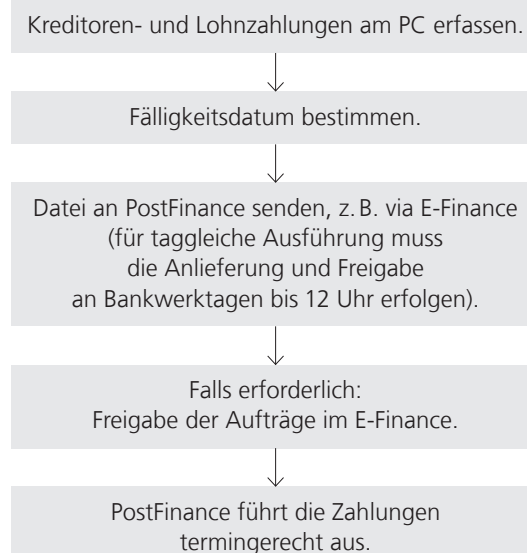 Kreditoren- und Lohnzahlungen am PC erfassen.
Fälligkeitsdatum bestimmen.
Datei an PostFinance senden, z. B. via E-Finance
(für taggleiche Ausführung muss
die Anlieferung und Freigabe
an Bankwerktagen bis 12 Uhr erfolgen).
Falls erforderlich:
Freigabe der Aufträge im E-Finance.
PostFinance führt die Zahlungen
termingerecht aus.